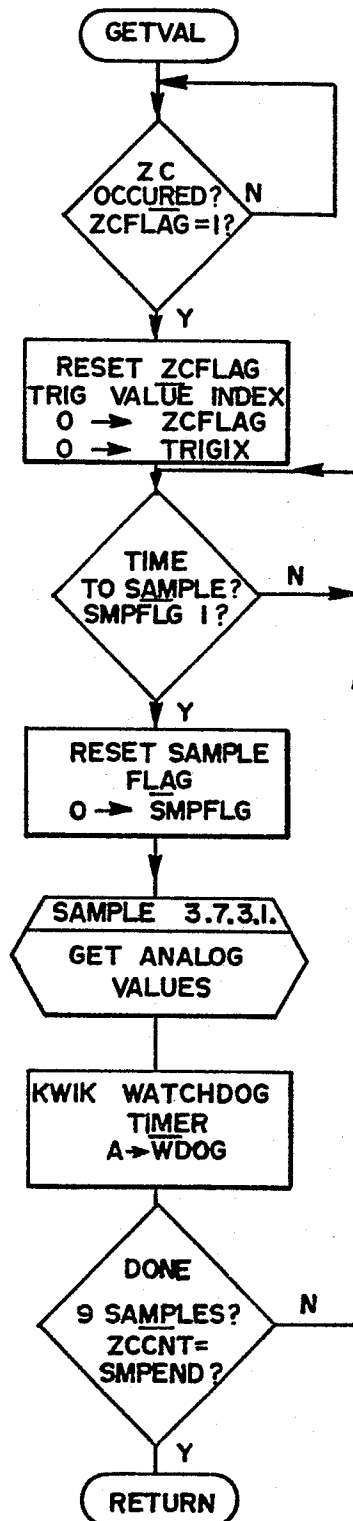 GETVAL
ZC
OCCURED?
ZCFLAG=1?
N
Y
RESET ZCFLAG
TRIG VALUE INDEX
0 → ZCFLAG
0 → TRIGIX
TIME
TO SAMPLE?
SMPFLG 1?
N
Y
RESET SAMPLE
FLAG
0 → SMPFLG
SAMPLE 3.7.3.1.
GET ANALOG
VALUES
KWIK WATCHDOG
TIMER
A→WDOG
DONE
9 SAMPLES?
ZCCNT=
SMPEND?
N
Y
RETURN